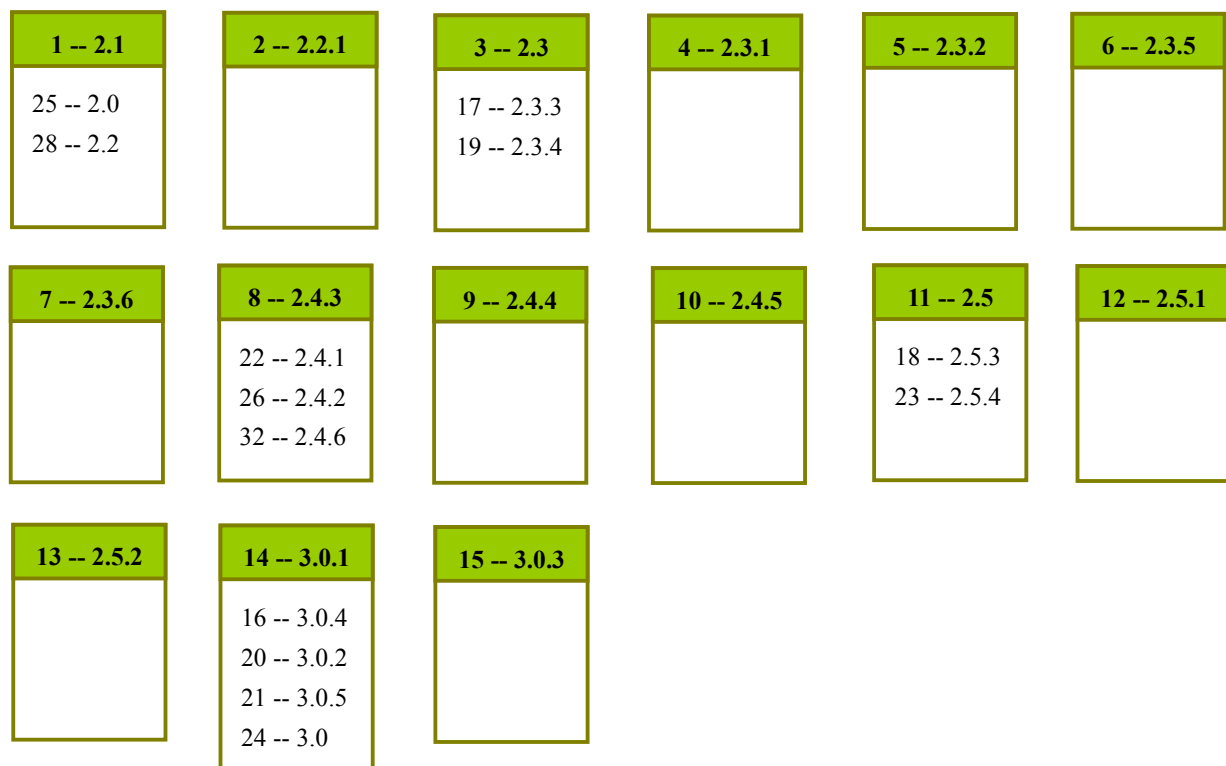 1 -- 2.1
25 -- 2.0
28 -- 2.2
2 -- 2.2.1
3 -- 2.3
17 -- 2.3.3
19 -- 2.3.4
4 -- 2.3.1
5 -- 2.3.2
6 -- 2.3.5
7 -- 2.3.6
8 -- 2.4.3
22 -- 2.4.1
26 -- 2.4.2
32 -- 2.4.6
9 -- 2.4.4
10 -- 2.4.5
11 -- 2.5
18 -- 2.5.3
23 -- 2.5.4
12 -- 2.5.1
13 -- 2.5.2
14 -- 3.0.1
16 -- 3.0.4
20 -- 3.0.2
21 -- 3.0.5
24 -- 3.0
15 -- 3.0.3